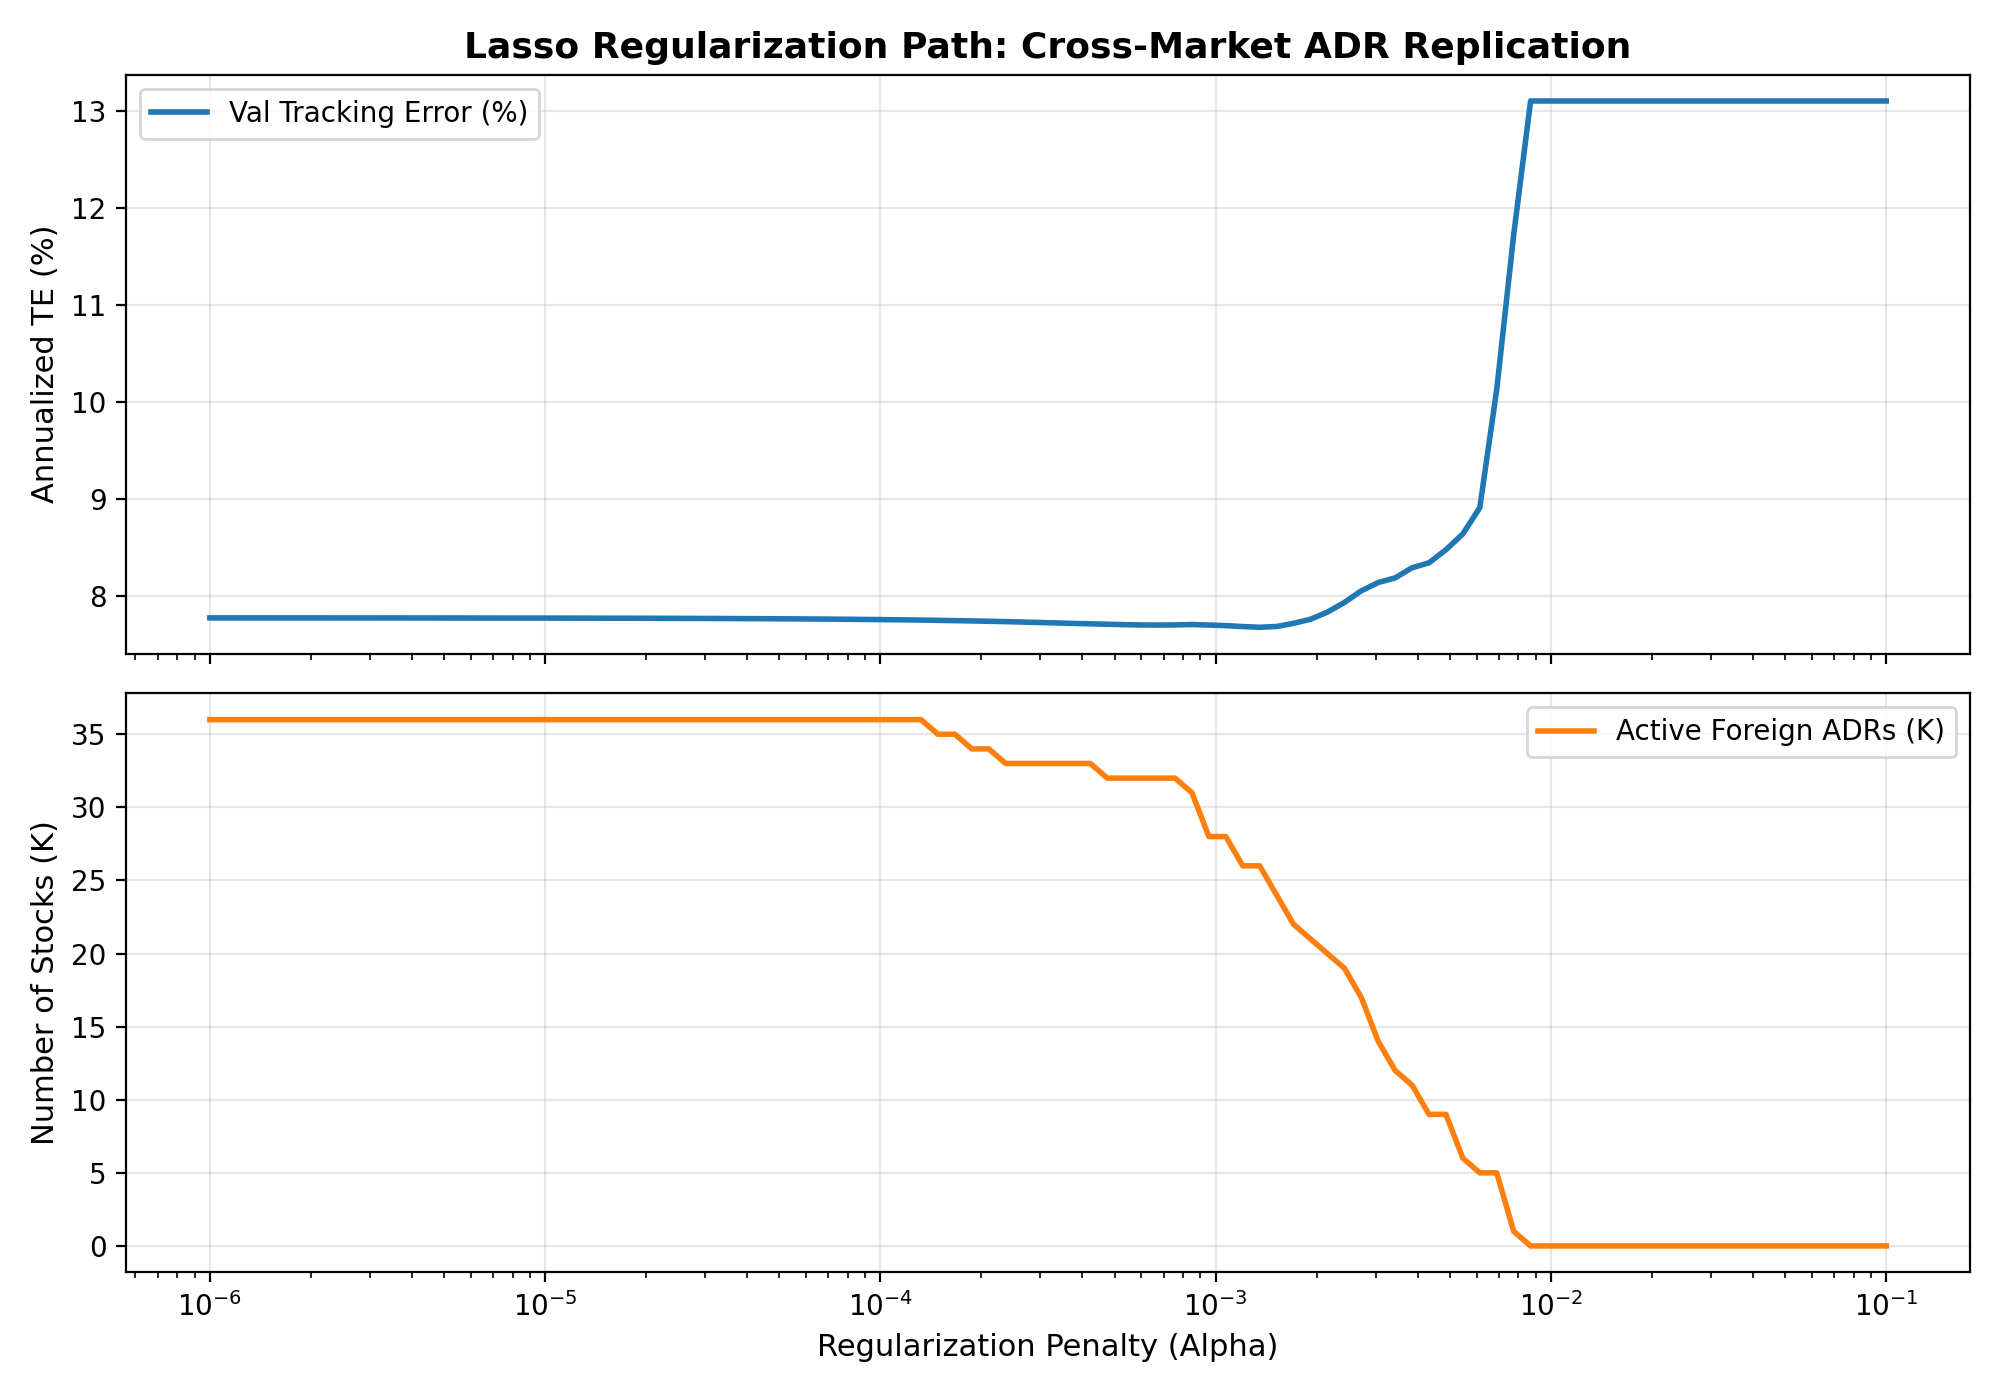 Lasso Regularization Path: Cross-Market ADR Replication
Val Tracking Error (%)
Annualized TE (%)
13
12
11
10
9
8
Active Foreign ADRs (K)
Number of Stocks (K)
35
30
25
20
15
10
5
0
10⁻⁶ 10⁻⁵ 10⁻⁴ 10⁻³ 10⁻² 10⁻¹
Regularization Penalty (Alpha)